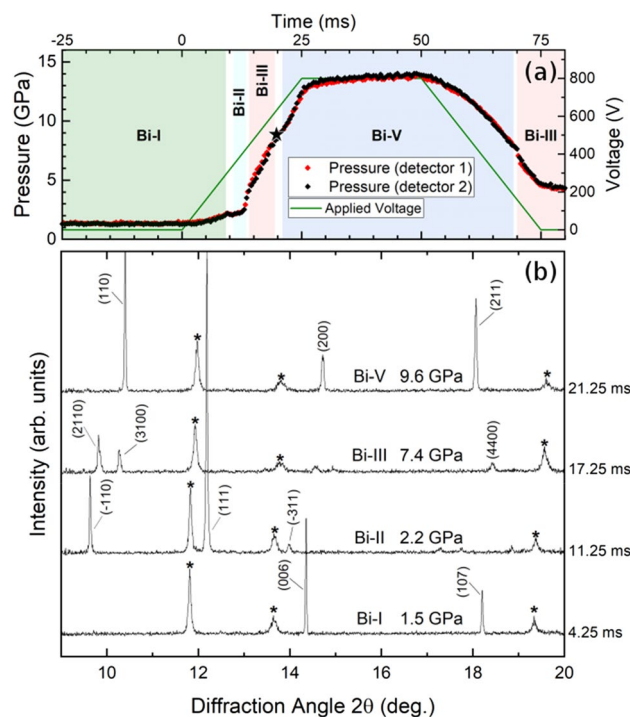 Time (ms)
-25 0 25 50 75
Pressure (GPa)
15
10
5
0
Bi-I
Bi-II
Bi-III
Bi-V
Bi-III
(a)
Pressure (detector 1)
Pressure (detector 2)
Applied Voltage
800
600
400
200
0
Voltage (V)
(b)
Intensity (arb. units)
(110)
*
*
(200)
(211)
*
Bi-V 9.6 GPa
21.25 ms
(2110)
(3100)
*
*
(4400)
*
Bi-III 7.4 GPa
17.25 ms
(-110)
*
(111)
*
(-311)
*
Bi-II 2.2 GPa
11.25 ms
*
*
(006)
(107)
*
Bi-I 1.5 GPa
4.25 ms
10 12 14 16 18 20
Diffraction Angle 2θ (deg.)